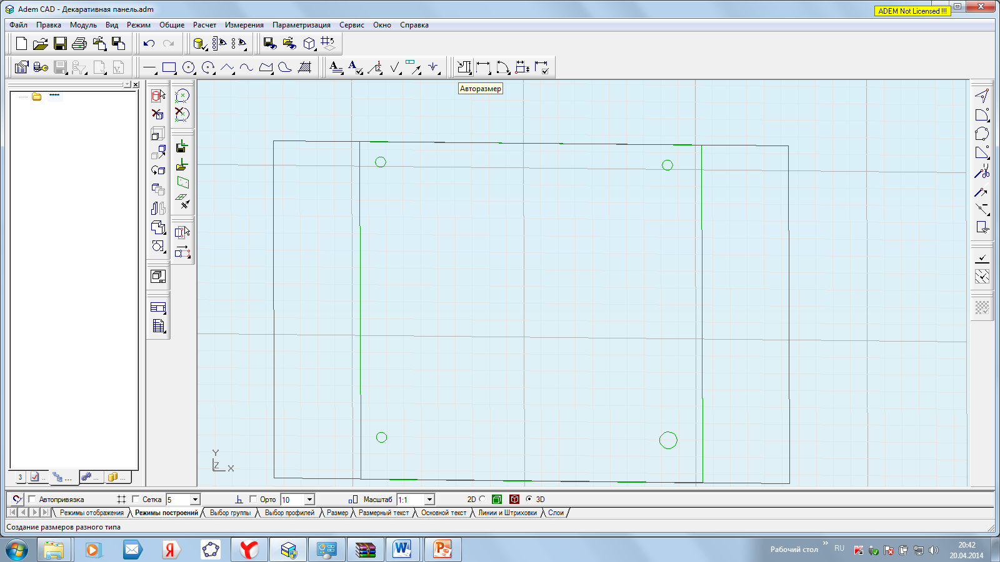 Adem CAD - Декаративная панель.adm
ADEM Not Licensed !!!
Файл Правка Модуль Вид Режим Общие Расчет Измерения Параметризация Сервис Окно Справка
Авторазмер
Y
Z X
3
Автопривязка Сетка 5 Орто 10 Масштаб 1:1 2D 3D
Режимы отображения Режимы построений Выбор группы Выбор профилей Размер Размерный текст Основной текст Линии и Штриховки Слои
Создание размеров разного типа
Рабочий стол » RU 20:42
20.04.2014